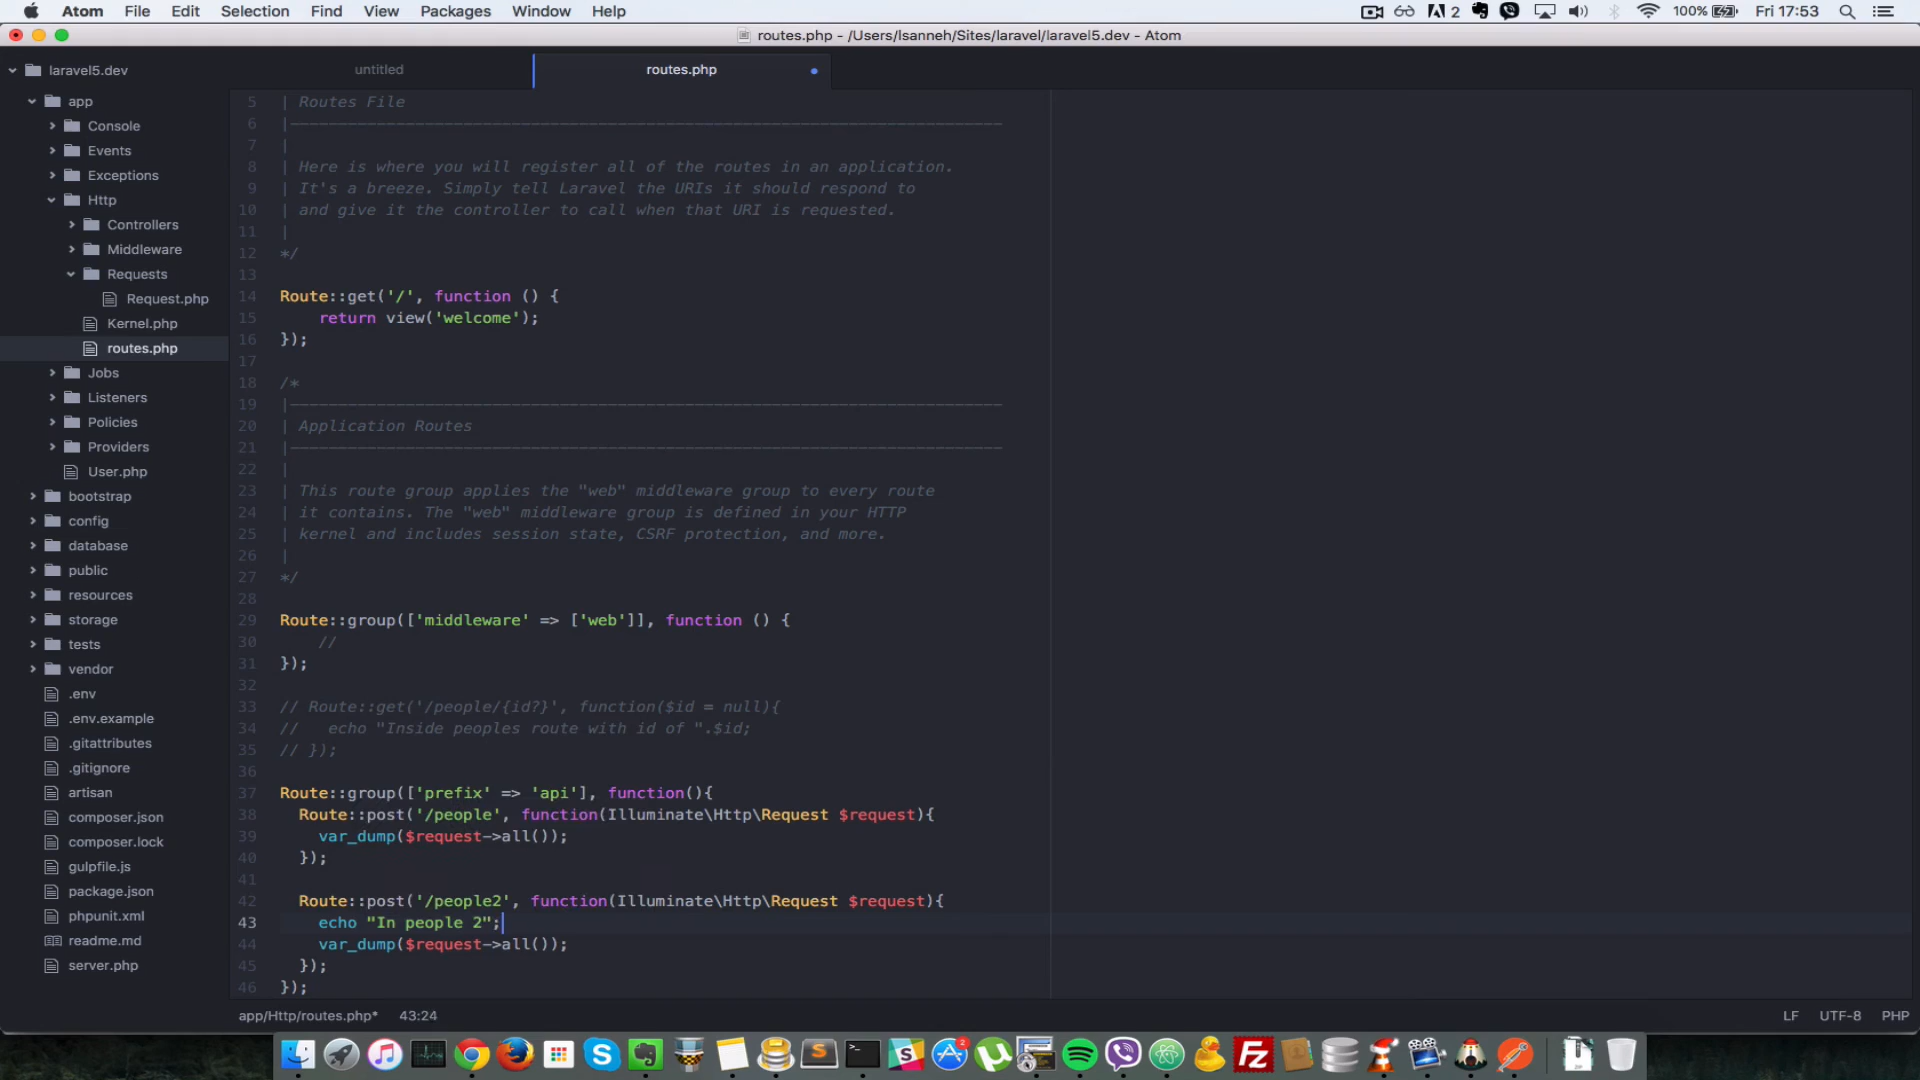 Atom File Edit Selection Find View Packages Window Help 2 100% Fri 17:53
routes.php - /Users/lsanneh/Sites/laravel/laravel5.dev - Atom
laravel5.dev
app
Console
Events
Exceptions
Http
Controllers
Middleware
Requests
Request.php
Kernel.php
routes.php
Jobs
Listeners
Policies
Providers
User.php
bootstrap
config
database
public
resources
storage
tests
vendor
.env
.env.example
.gitattributes
.gitignore
artisan
composer.json
composer.lock
gulpfile.js
package.json
phpunit.xml
readme.md
server.php
untitled routes.php
5 | Routes File
6 |--------------------------------------------------------------------------
7 |
8 | Here is where you will register all of the routes in an application.
9 | It's a breeze. Simply tell Laravel the URIs it should respond to
10 | and give it the controller to call when that URI is requested.
11 |
12 */
13
14 Route::get('/', function () {
15 return view('welcome');
16 });
17
18 /*
19 |--------------------------------------------------------------------------
20 | Application Routes
21 |--------------------------------------------------------------------------
22 |
23 | This route group applies the "web" middleware group to every route
24 | it contains. The "web" middleware group is defined in your HTTP
25 | kernel and includes session state, CSRF protection, and more.
26 |
27 */
28
29 Route::group(['middleware' => ['web']], function () {
30 //
31 });
32
33 // Route::get('/people/{id?}', function($id = null){
34 // echo "Inside peoples route with id of ".$id;
35 // });
36
37 Route::group(['prefix' => 'api'], function(){
38 Route::post('/people', function(Illuminate\Http\Request $request){
39 var_dump($request->all());
40 });
41
42 Route::post('/people2', function(Illuminate\Http\Request $request){
43 echo "In people 2";
44 var_dump($request->all());
45 });
46 });
app/Http/routes.php* 43:24 LF UTF-8 PHP